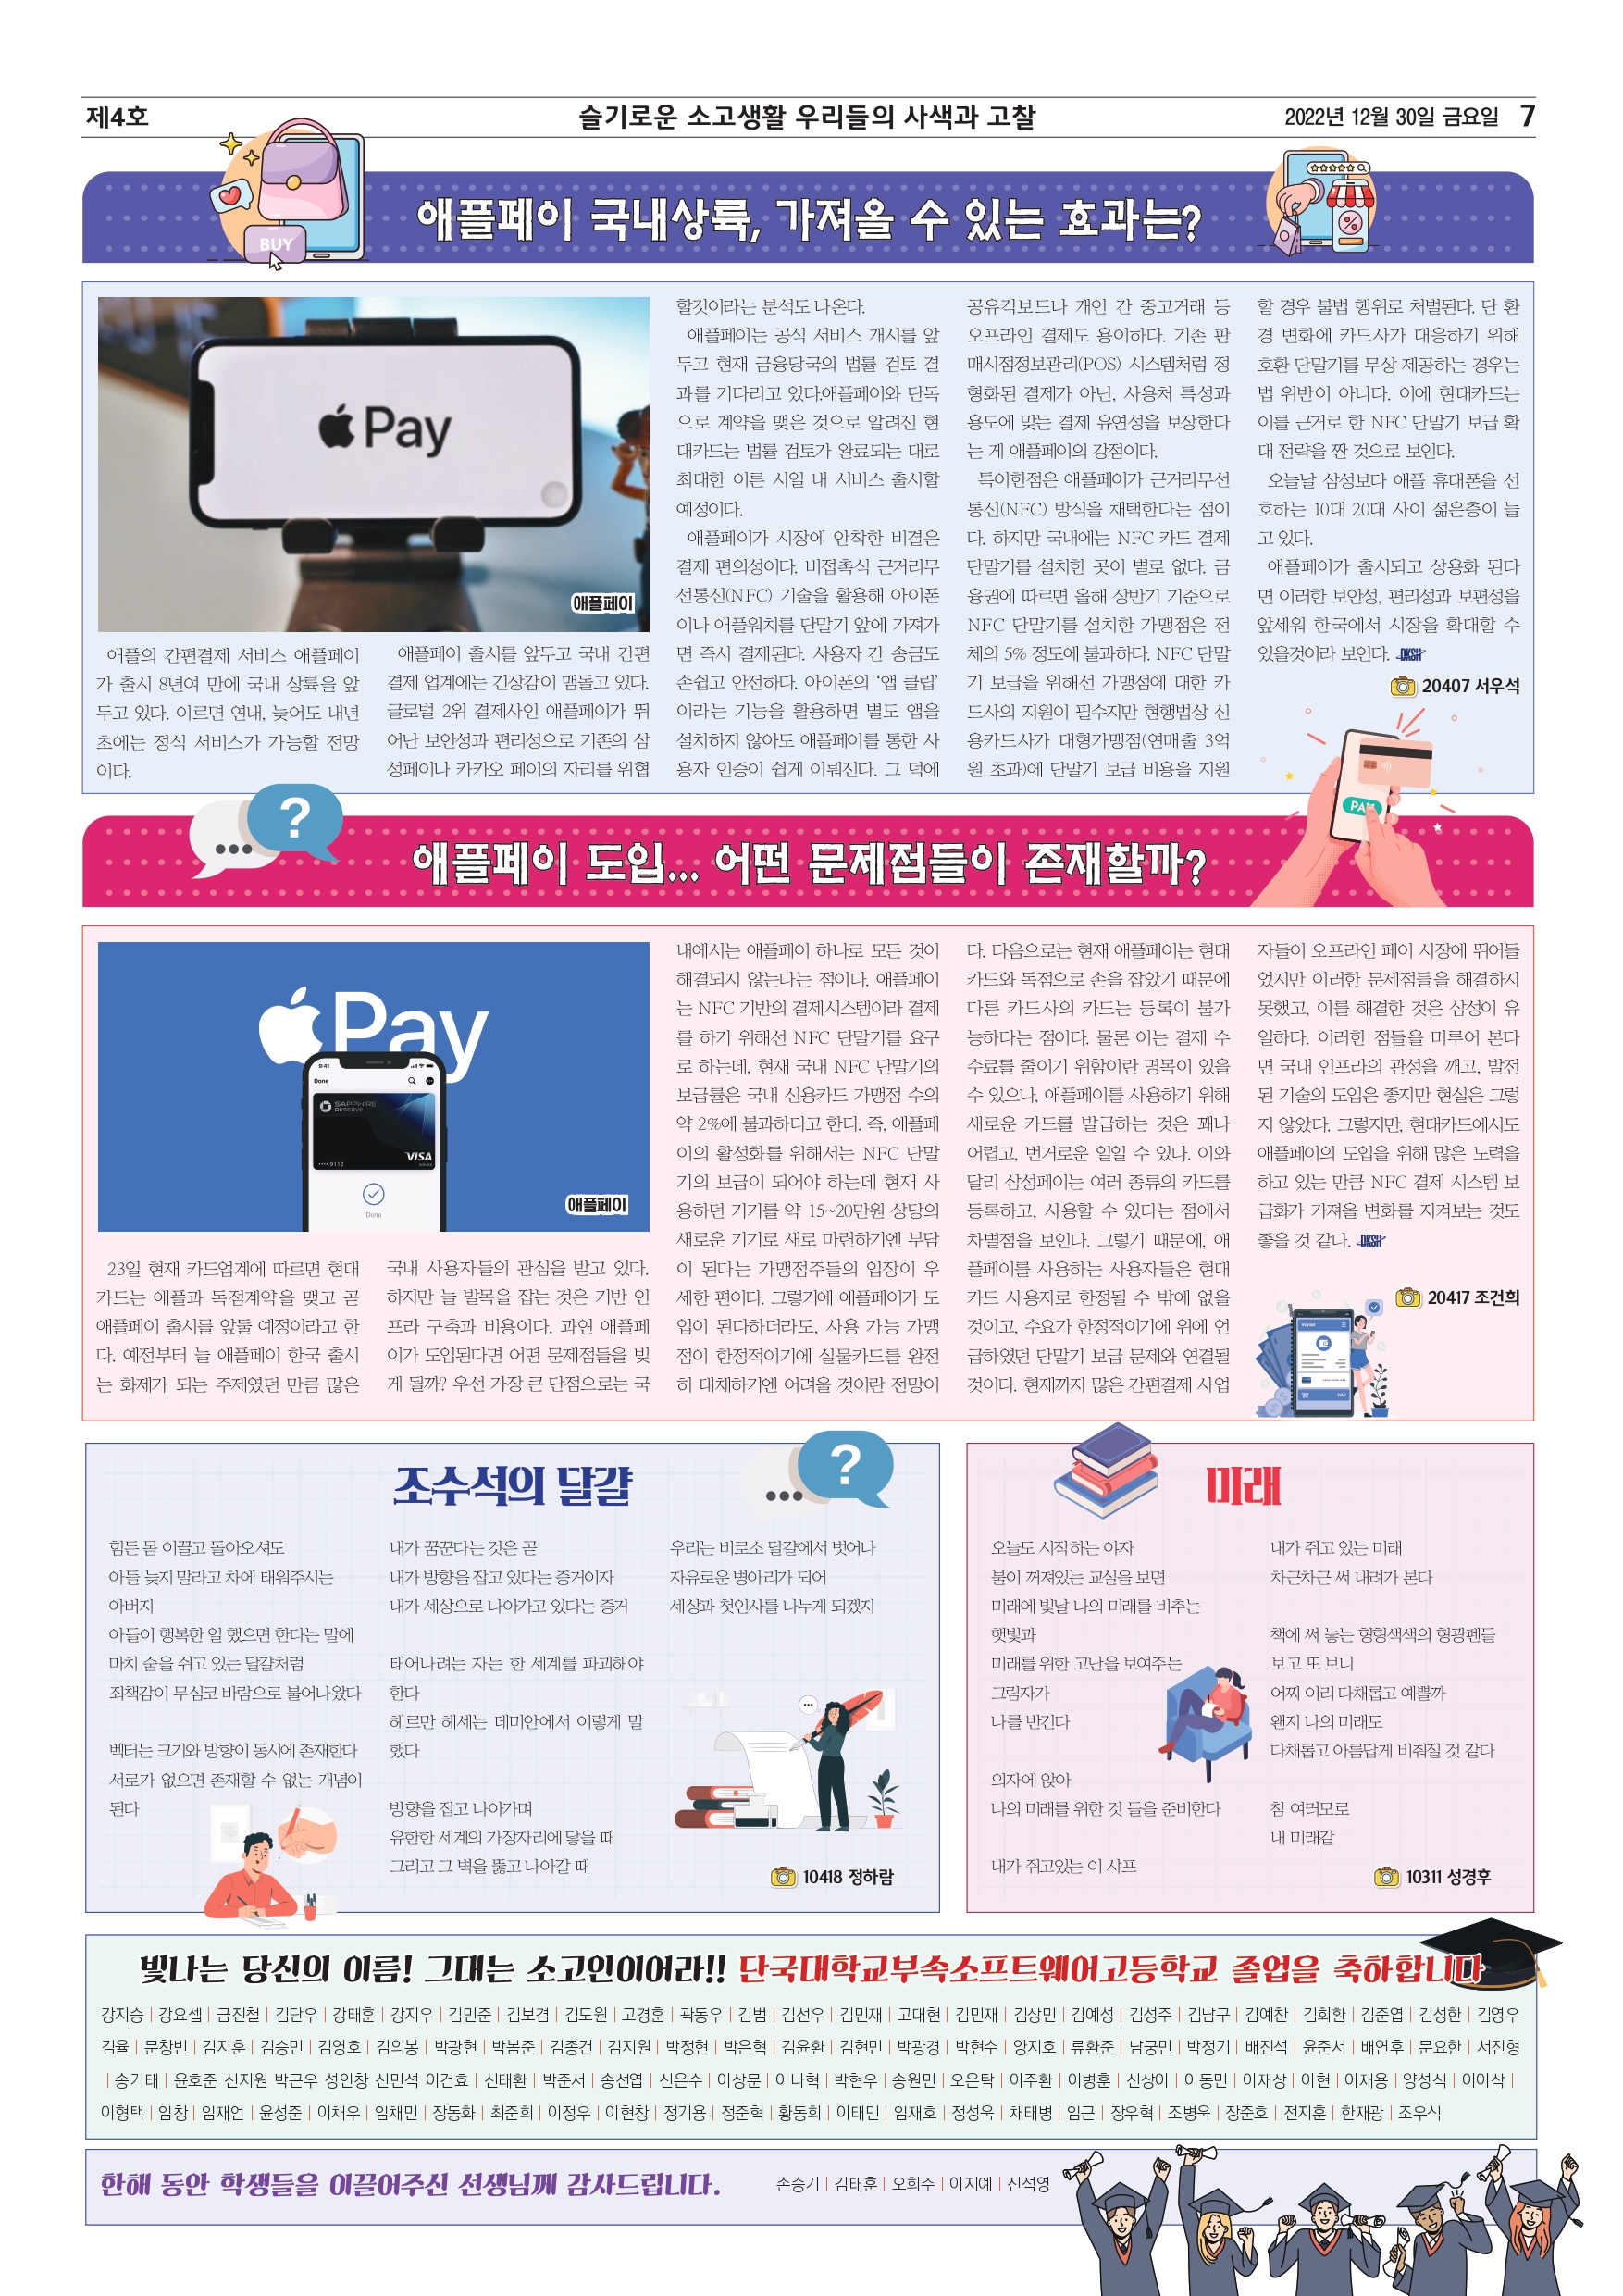 제4호
슬기로운 소고생활 우리들의 사색과 고찰
2022년 12월 30일 금요일 7
BUY
애플페이 국내상륙, 가져올 수 있는 효과는?
Pay
애플페이
애플의 간편결제 서비스 애플페이
가 출시 8년여 만에 국내 상륙을 앞
두고 있다. 이르면 연내, 늦어도 내년
초에는 정식 서비스가 가능할 전망
이다.
애플페이 출시를 앞두고 국내 간편
결제 업계에는 긴장감이 맴돌고 있다.
글로벌 2위 결제사인 애플페이가 뛰
어난 보안성과 편리성으로 기존의 삼
성페이나 카카오 페이의 자리를 위협
할것이라는 분석도 나온다.
애플페이는 공식 서비스 개시를 앞
두고 현재 금융당국의 법률 검토 결
과를 기다리고 있다.애플페이와 단독
으로 계약을 맺은 것으로 알려진 현
대카드는 법률 검토가 완료되는 대로
최대한 이른 시일 내 서비스 출시할
예정이다.
애플페이가 시장에 안착한 비결은
결제 편의성이다. 비접촉식 근거리무
선통신(NFC) 기술을 활용해 아이폰
이나 애플워치를 단말기 앞에 가져가
면 즉시 결제된다. 사용자 간 송금도
손쉽고 안전하다. 아이폰의 ‘앱 클립’
이라는 기능을 활용하면 별도 앱을
설치하지 않아도 애플페이를 통한 사
용자 인증이 쉽게 이뤄진다. 그 덕에
공유킥보드나 개인 간 중고거래 등
오프라인 결제도 용이하다. 기존 판
매시점정보관리(POS) 시스템처럼 정
형화된 결제가 아닌, 사용처 특성과
용도에 맞는 결제 유연성을 보장한다
는 게 애플페이의 강점이다.
특이한점은 애플페이가 근거리무선
통신(NFC) 방식을 채택한다는 점이
다. 하지만 국내에는 NFC 카드 결제
단말기를 설치한 곳이 별로 없다. 금
융권에 따르면 올해 상반기 기준으로
NFC 단말기를 설치한 가맹점은 전
체의 5% 정도에 불과하다. NFC 단말
기 보급을 위해선 가맹점에 대한 카
드사의 지원이 필수지만 현행법상 신
용카드사가 대형가맹점(연매출 3억
원 초과)에 단말기 보급 비용을 지원
할 경우 불법 행위로 처벌된다. 단 환
경 변화에 카드사가 대응하기 위해
호환 단말기를 무상 제공하는 경우는
법 위반이 아니다. 이에 현대카드는
이를 근거로 한 NFC 단말기 보급 확
대 전략을 짠 것으로 보인다.
오늘날 삼성보다 애플 휴대폰을 선
호하는 10대 20대 사이 젊은층이 늘
고 있다.
애플페이가 출시되고 상용화 된다
면 이러한 보안성, 편리성과 보편성을
앞세워 한국에서 시장을 확대할 수
있을것이라 보인다. DKSH
20407 서우석
PAY
애플페이 도입... 어떤 문제점들이 존재할까?
Pay
9:41
Done
SAPPHIRE
RESERVE
•••• 9112
VISA
Done
애플페이
23일 현재 카드업계에 따르면 현대
카드는 애플과 독점계약을 맺고 곧
애플페이 출시를 앞둘 예정이라고 한
다. 예전부터 늘 애플페이 한국 출시
는 화제가 되는 주제였던 만큼 많은
국내 사용자들의 관심을 받고 있다.
하지만 늘 발목을 잡는 것은 기반 인
프라 구축과 비용이다. 과연 애플페
이가 도입된다면 어떤 문제점들을 빚
게 될까? 우선 가장 큰 단점으로는 국
내에서는 애플페이 하나로 모든 것이
해결되지 않는다는 점이다. 애플페이
는 NFC 기반의 결제시스템이라 결제
를 하기 위해선 NFC 단말기를 요구
로 하는데, 현재 국내 NFC 단말기의
보급률은 국내 신용카드 가맹점 수의
약 2%에 불과하다고 한다. 즉, 애플페
이의 활성화를 위해서는 NFC 단말
기의 보급이 되어야 하는데 현재 사
용하던 기기를 약 15~20만원 상당의
새로운 기기로 새로 마련하기엔 부담
이 된다는 가맹점주들의 입장이 우
세한 편이다. 그렇기에 애플페이가 도
입이 된다하더라도, 사용 가능 가맹
점이 한정적이기에 실물카드를 완전
히 대체하기엔 어려울 것이란 전망이
다. 다음으로는 현재 애플페이는 현대
카드와 독점으로 손을 잡았기 때문에
다른 카드사의 카드는 등록이 불가
능하다는 점이다. 물론 이는 결제 수
수료를 줄이기 위함이란 명목이 있을
수 있으나, 애플페이를 사용하기 위해
새로운 카드를 발급하는 것은 꽤나
어렵고, 번거로운 일일 수 있다. 이와
달리 삼성페이는 여러 종류의 카드를
등록하고, 사용할 수 있다는 점에서
차별점을 보인다. 그렇기 때문에, 애
플페이를 사용하는 사용자들은 현대
카드 사용자로 한정될 수 밖에 없을
것이고, 수요가 한정적이기에 위에 언
급하였던 단말기 보급 문제와 연결될
것이다. 현재까지 많은 간편결제 사업
자들이 오프라인 페이 시장에 뛰어들
었지만 이러한 문제점들을 해결하지
못했고, 이를 해결한 것은 삼성이 유
일하다. 이러한 점들을 미루어 본다
면 국내 인프라의 관성을 깨고, 발전
된 기술의 도입은 좋지만 현실은 그렇
지 않았다. 그렇지만, 현대카드에서도
애플페이의 도입을 위해 많은 노력을
하고 있는 만큼 NFC 결제 시스템 보
급화가 가져올 변화를 지켜보는 것도
좋을 것 같다. DKSH
20417 조건희
조수석의 달걀
힘든 몸 이끌고 돌아오셔도
아들 늦지 말라고 차에 태워주시는
아버지
아들이 행복한 일 했으면 한다는 말에
마치 숨을 쉬고 있는 달걀처럼
죄책감이 무심코 바람으로 불어나왔다
벡터는 크기와 방향이 동시에 존재한다
서로가 없으면 존재할 수 없는 개념이
된다
내가 꿈꾼다는 것은 곧
내가 방향을 잡고 있다는 증거이자
내가 세상으로 나아가고 있다는 증거
태어나려는 자는 한 세계를 파괴해야
한다
헤르만 헤세는 데미안에서 이렇게 말
했다
방향을 잡고 나아가며
유한한 세계의 가장자리에 닿을 때
그리고 그 벽을 뚫고 나아갈 때
우리는 비로소 달걀에서 벗어나
자유로운 병아리가 되어
세상과 첫인사를 나누게 되겠지
10418 정하람
미래
오늘도 시작하는 야자
불이 꺼져있는 교실을 보면
미래에 빛날 나의 미래를 비추는
햇빛과
미래를 위한 고난을 보여주는
그림자가
나를 반긴다
의자에 앉아
나의 미래를 위한 것 들을 준비한다
내가 쥐고있는 이 샤프
내가 쥐고 있는 미래
차근차근 써 내려가 본다
책에 써 놓는 형형색색의 형광펜들
보고 또 보니
어찌 이리 다채롭고 예쁠까
왠지 나의 미래도
다채롭고 아름답게 비춰질 것 같다
참 여러모로
내 미래같
10311 성경후
빛나는 당신의 이름! 그대는 소고인이어라!! 단국대학교부속소프트웨어고등학교 졸업을 축하합니다
강지승 | 강요셉 | 금진철 | 김단우 | 강태훈 | 강지우 | 김민준 | 김보겸 | 김도원 | 고경훈 | 곽동우 | 김범 | 김선우 | 김민재 | 고대현 | 김민재 | 김상민 | 김예성 | 김성주 | 김남구 | 김예찬 | 김회환 | 김준엽 | 김성한 | 김영우
김율 | 문창빈 | 김지훈 | 김승민 | 김영호 | 김의봉 | 박광현 | 박봄준 | 김종건 | 김지원 | 박정현 | 박은혁 | 김윤환 | 김현민 | 박광경 | 박현수 | 양지호 | 류환준 | 남궁민 | 박정기 | 배진석 | 윤준서 | 배연후 | 문요한 | 서진형
| 송기태 | 윤호준 신지원 박근우 성인창 신민석 이건효 | 신태환 | 박준서 | 송선엽 | 신은수 | 이상문 | 이나혁 | 박현우 | 송원민 | 오은탁 | 이주환 | 이병훈 | 신상이 | 이동민 | 이재상 | 이현 | 이재용 | 양성식 | 이이삭 |
이형택 | 임창 | 임재언 | 윤성준 | 이채우 | 임채민 | 장동화 | 최준희 | 이정우 | 이현창 | 정기용 | 정준혁 | 황동희 | 이태민 | 임재호 | 정성욱 | 채태병 | 임근 | 장우혁 | 조병욱 | 장준호 | 전지훈 | 한재광 | 조우식
한해 동안 학생들을 이끌어주신 선생님께 감사드립니다.
손승기 | 김태훈 | 오희주 | 이지예 | 신석영